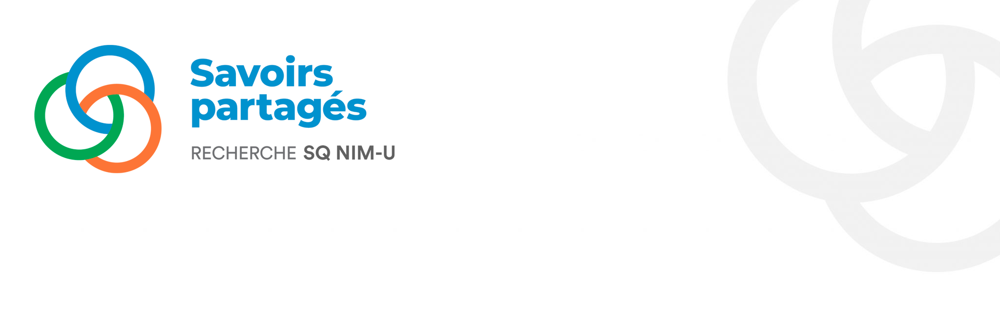 Savoirs
partagés
RECHERCHE SQ NIM-U